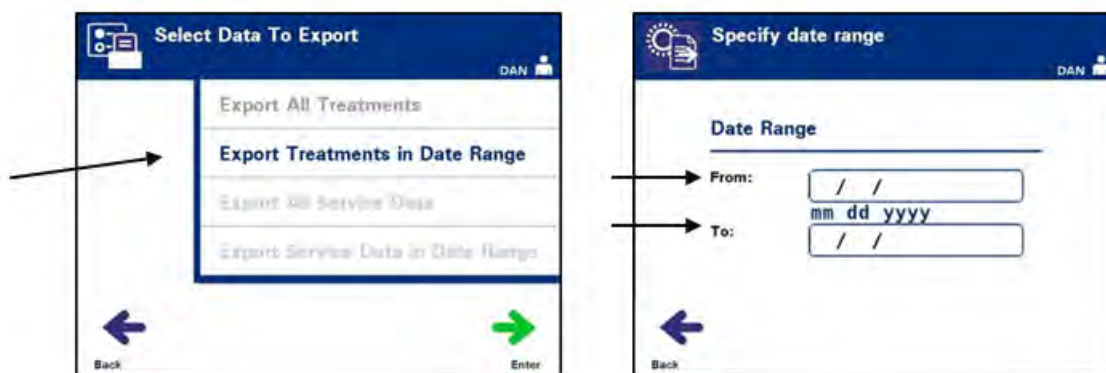 Select Data To Export
DAN
Export All Treatments
Export Treatments in Date Range
Export All Service Data
Export Service Data in Date Range
Back
Enter
Specify date range
DAN
Date Range
From:
/ /
mm dd yyyy
To:
/ /
Back